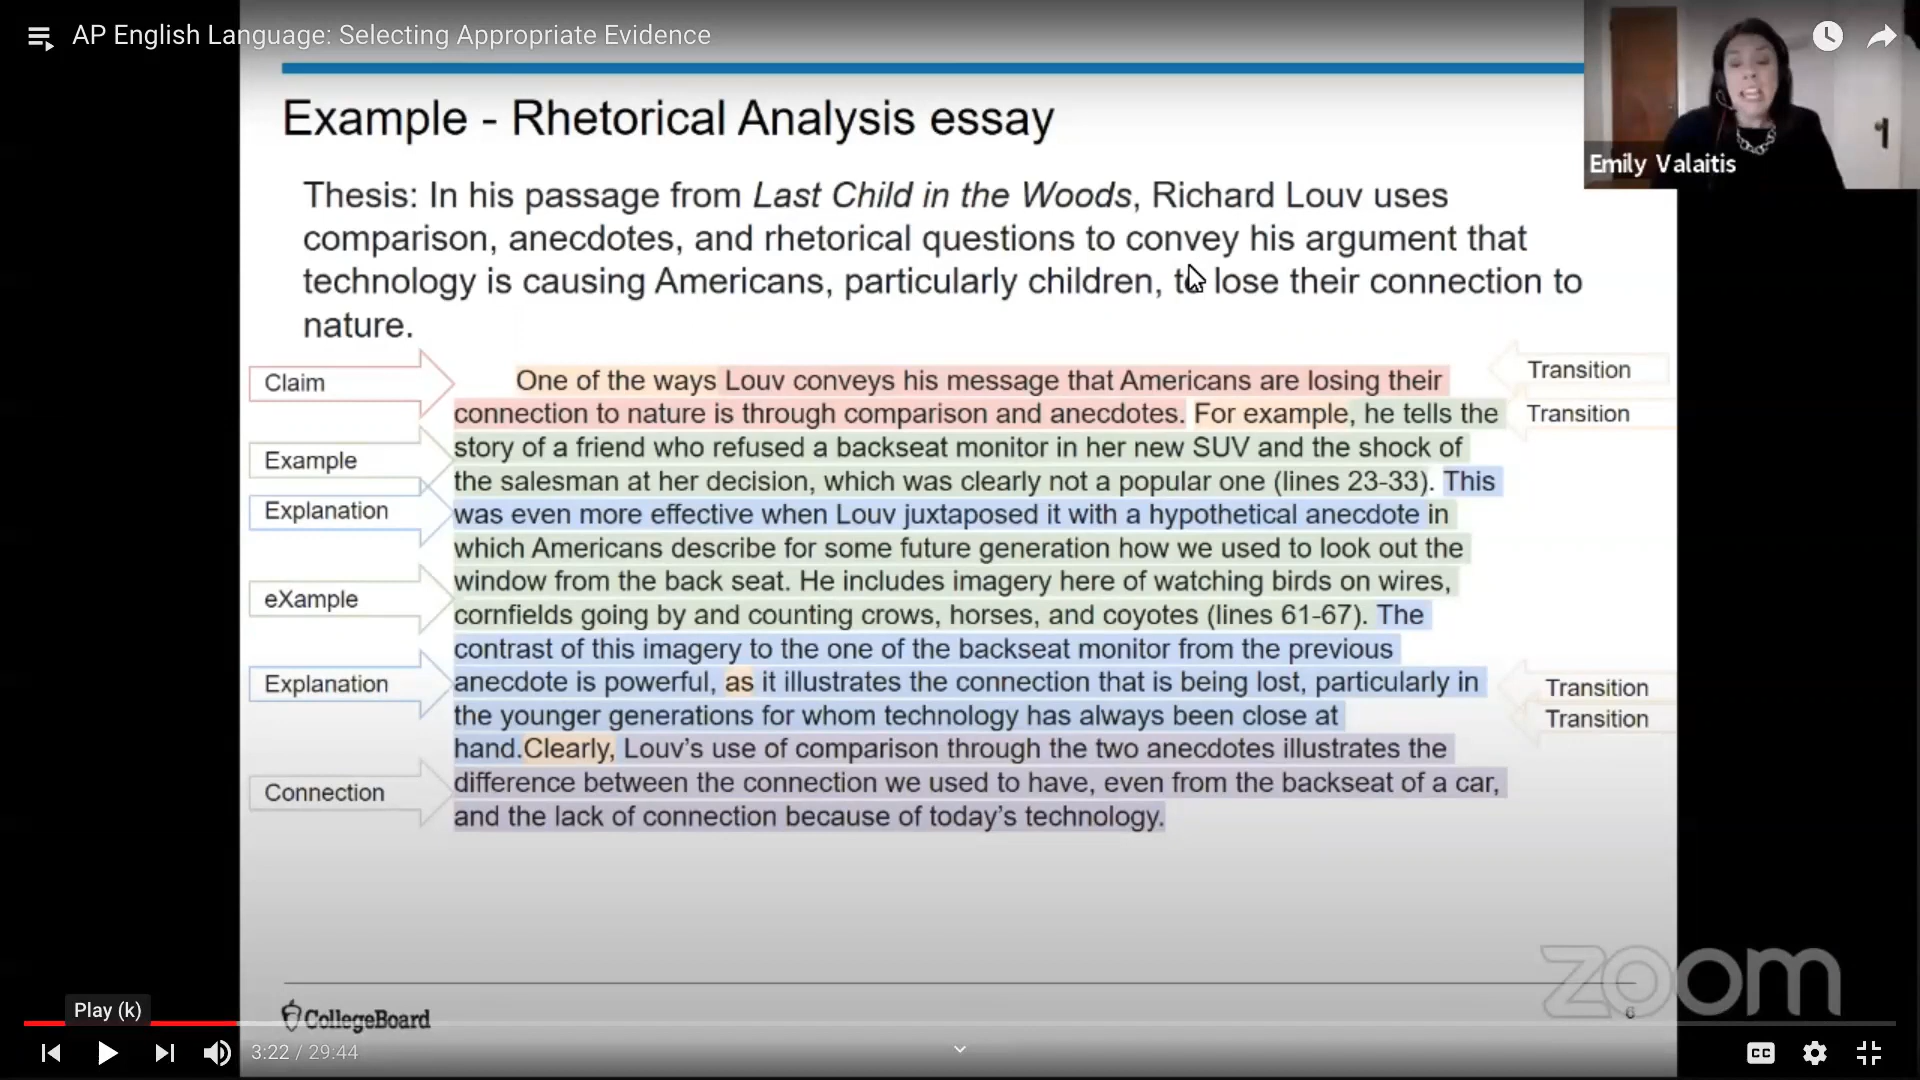 AP English Language: Selecting Appropriate Evidence
Emily Valaitis
Example - Rhetorical Analysis essay
Thesis: In his passage from Last Child in the Woods, Richard Louv uses
comparison, anecdotes, and rhetorical questions to convey his argument that
technology is causing Americans, particularly children, to lose their connection to
nature.
Claim
Example
Explanation
eXample
Explanation
Connection
One of the ways Louv conveys his message that Americans are losing their
connection to nature is through comparison and anecdotes. For example, he tells the
story of a friend who refused a backseat monitor in her new SUV and the shock of
the salesman at her decision, which was clearly not a popular one (lines 23-33). This
was even more effective when Louv juxtaposed it with a hypothetical anecdote in
which Americans describe for some future generation how we used to look out the
window from the back seat. He includes imagery here of watching birds on wires,
cornfields going by and counting crows, horses, and coyotes (lines 61-67). The
contrast of this imagery to the one of the backseat monitor from the previous
anecdote is powerful, as it illustrates the connection that is being lost, particularly in
the younger generations for whom technology has always been close at
hand.Clearly, Louv's use of comparison through the two anecdotes illustrates the
difference between the connection we used to have, even from the backseat of a car,
and the lack of connection because of today's technology.
Transition
Transition
Transition
Transition
zoom
6
Play (k)
CollegeBoard
3:22 / 29:44
CC